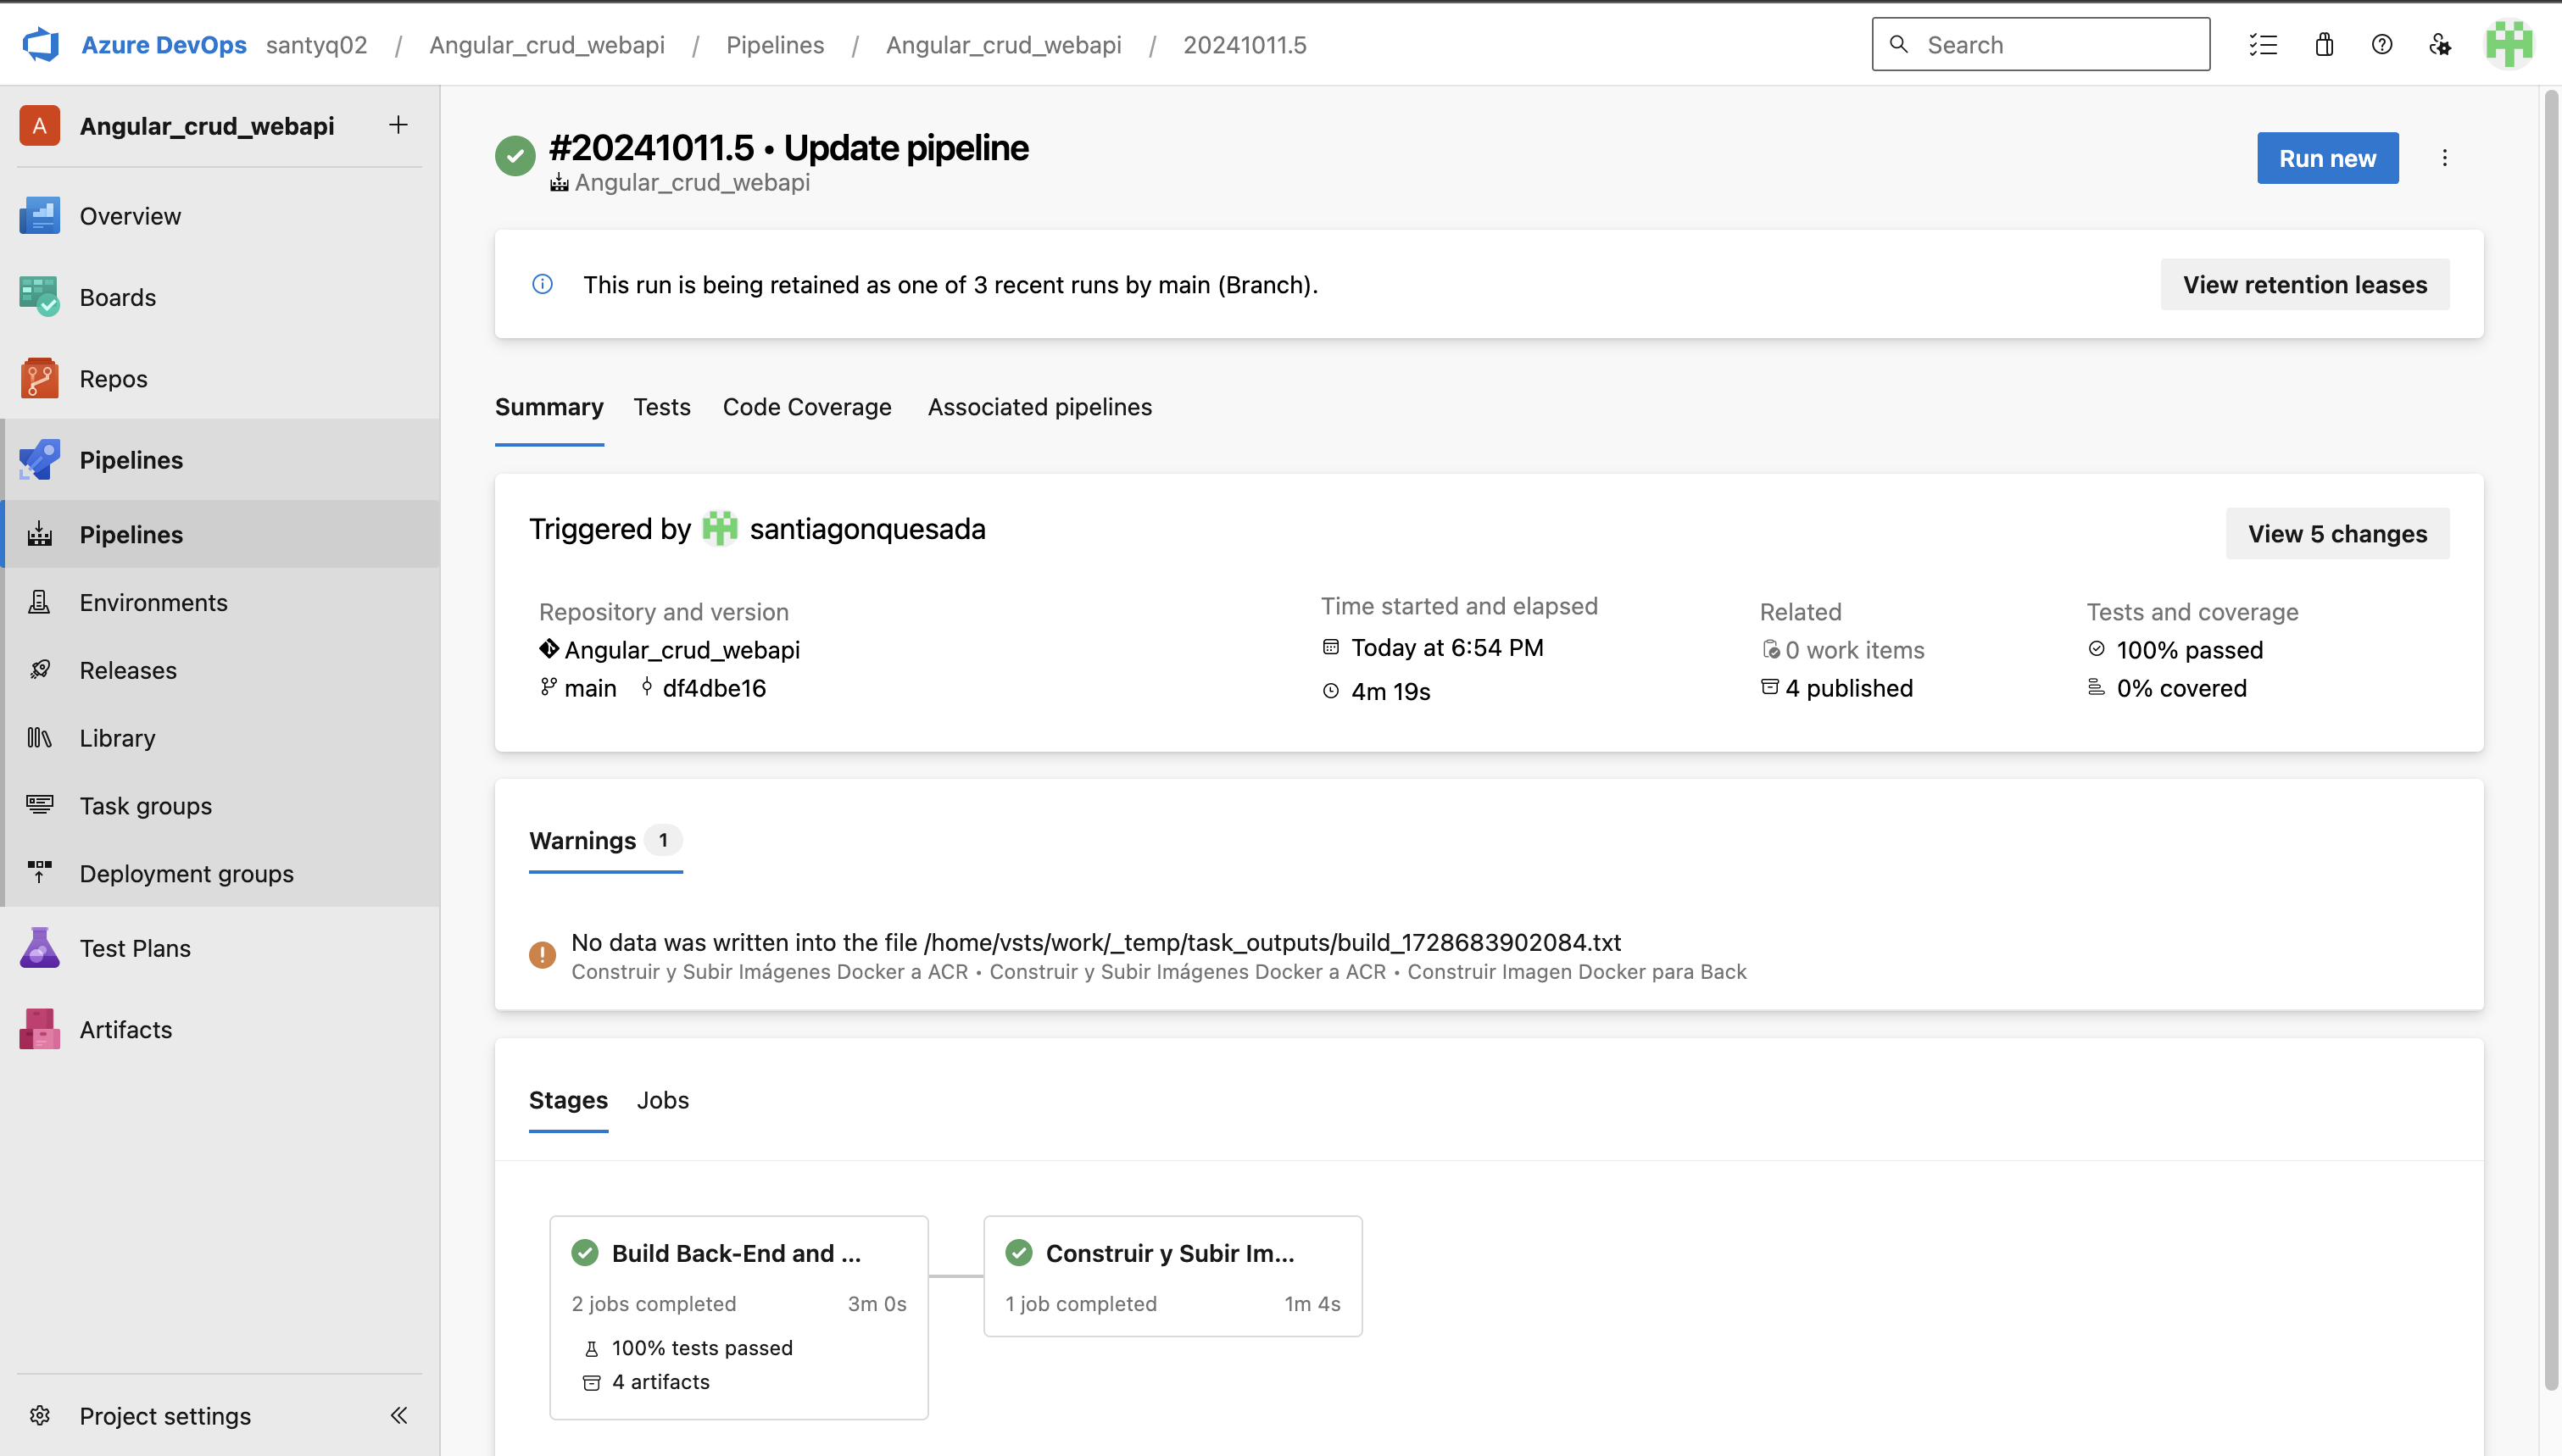 Azure DevOps santyq02 / Angular_crud_webapi / Pipelines / Angular_crud_webapi / 20241011.5
Search
A Angular_crud_webapi
Overview
Boards
Repos
Pipelines
Pipelines
Environments
Releases
Library
Task groups
Deployment groups
Test Plans
Artifacts
Project settings
#20241011.5 • Update pipeline
Angular_crud_webapi
Run new
This run is being retained as one of 3 recent runs by main (Branch).
View retention leases
Summary Tests Code Coverage Associated pipelines
Triggered by santiagonquesada
View 5 changes
Repository and version
Angular_crud_webapi
main df4dbe16
Time started and elapsed
Today at 6:54 PM
4m 19s
Related
0 work items
4 published
Tests and coverage
100% passed
0% covered
Warnings 1
No data was written into the file /home/vsts/work/_temp/task_outputs/build_1728683902084.txt
Construir y Subir Imágenes Docker a ACR • Construir y Subir Imágenes Docker a ACR • Construir Imagen Docker para Back
Stages Jobs
Build Back-End and ...
2 jobs completed 3m 0s
100% tests passed
4 artifacts
Construir y Subir Im...
1 job completed 1m 4s